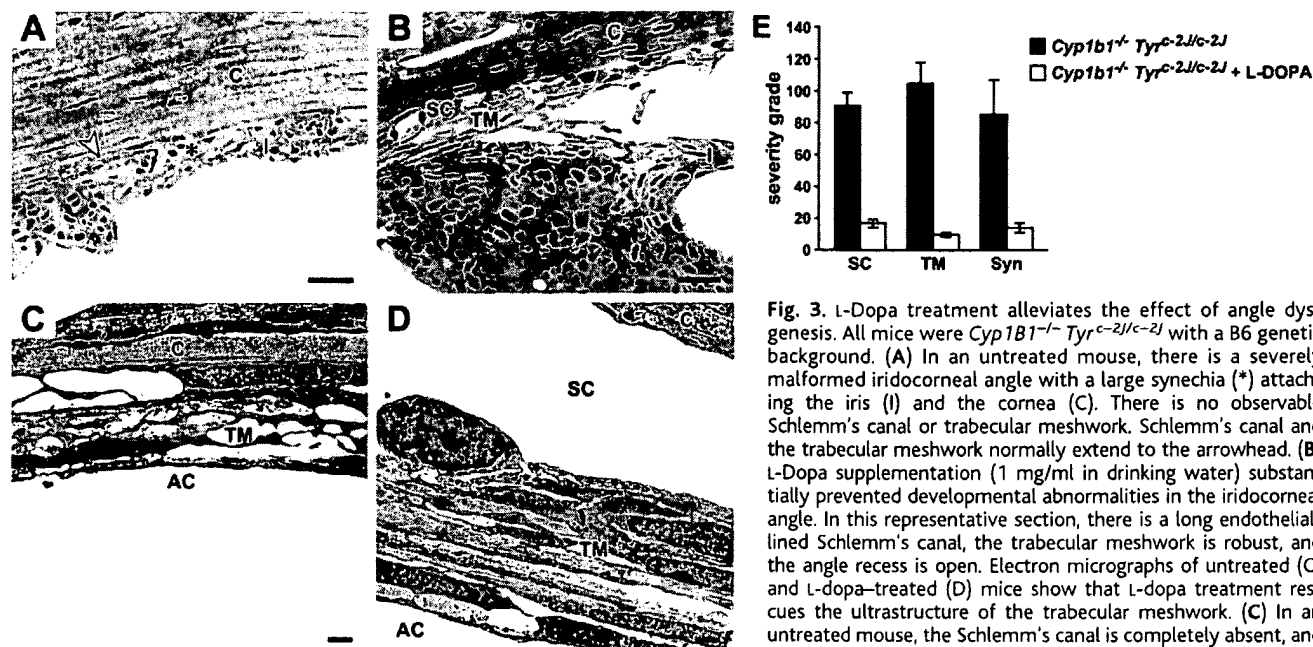 A
C
*
I
B
C
SC
TM
I
C
C
TM
AC
D
C
SC
TM
AC
E
severity grade
140
120
100
80
60
40
20
0
SC
TM
Syn
Cyp1b1-/- Tyrc-2J/c-2J
Cyp1b1-/- Tyrc-2J/c-2J + L-DOPA
Fig. 3. L-Dopa treatment alleviates the effect of angle dys
genesis. All mice were Cyp1B1−/− Tyrc−2J/c−2J with a B6 geneti
background. (A) In an untreated mouse, there is a severely
malformed iridocorneal angle with a large synechia (*) attach
ing the iris (I) and the cornea (C). There is no observabl
Schlemm's canal or trabecular meshwork. Schlemm's canal and
the trabecular meshwork normally extend to the arrowhead. (B
L-Dopa supplementation (1 mg/ml in drinking water) substan
tially prevented developmental abnormalities in the iridocornea
angle. In this representative section, there is a long endothelial
lined Schlemm's canal, the trabecular meshwork is robust, and
the angle recess is open. Electron micrographs of untreated (C
and L-dopa–treated (D) mice show that L-dopa treatment res
cues the ultrastructure of the trabecular meshwork. (C) In an
untreated mouse, the Schlemm's canal is completely absent, and